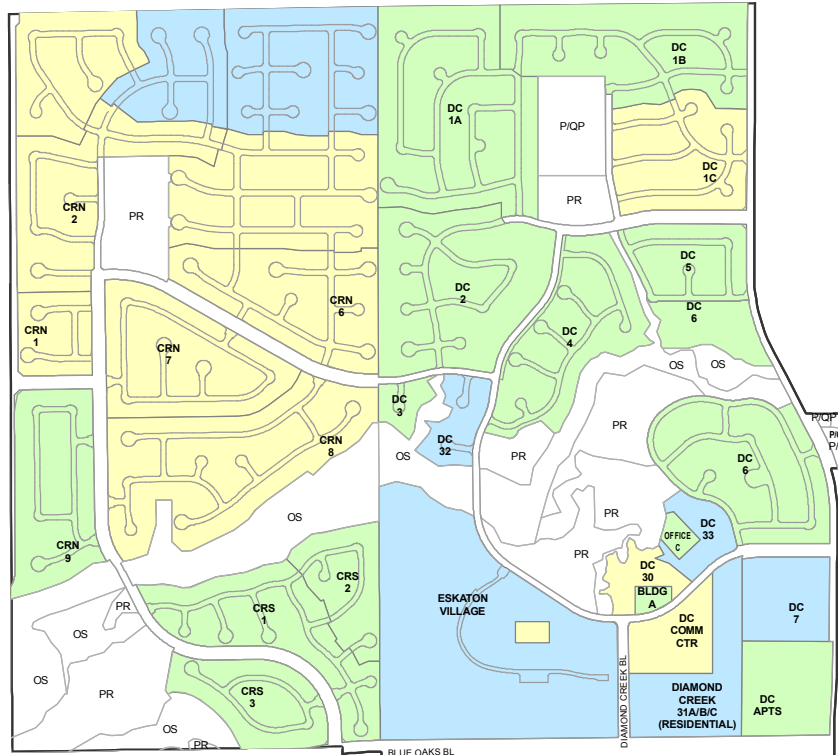 DC
1B
DC
1A
P/QP
DC
1C
PR
CRN
2
PR
DC
5
DC
2
DC
6
CRN
6
DC
4
CRN
1
CRN
7
OS
OS
DC
3
PR
P/QP
CRN
8
DC
32
OS
PR
DC
6
OS
PR
DC
33
OFFICE
C
CRN
9
PR
DC
30
CRS
2
BLDG
A
ESKATON
VILLAGE
PR
CRS
1
DC
7
OS
DC
COMM
CTR
OS
PR
CRS
3
DIAMOND
CREEK
31A/B/C
(RESIDENTIAL)
DC
APTS
DIAMOND CREEK BL
OS
PR
BLUE OAKS BL